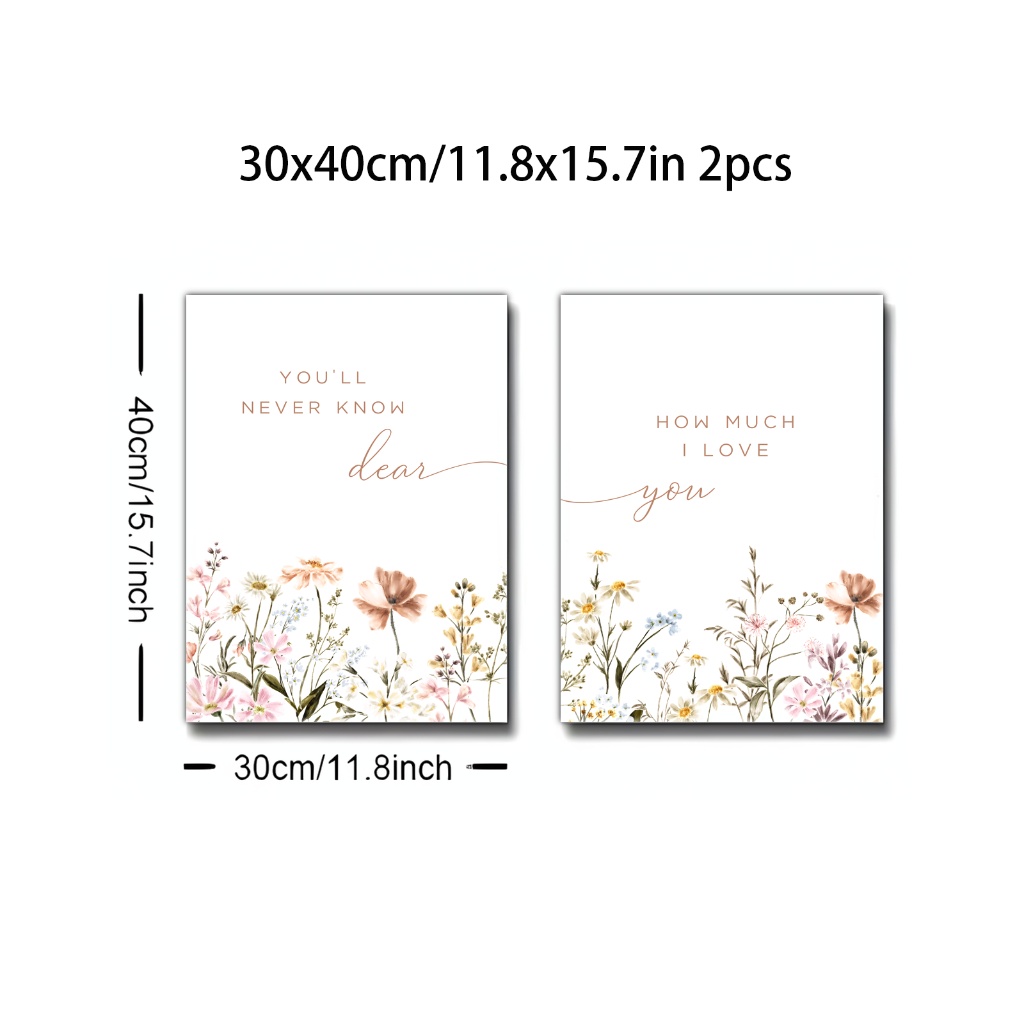 30x40cm/11.8x15.7in 2pcs
40cm/15.7inch
YOU'LL
NEVER KNOW
dear
HOW MUCH
I LOVE
you
30cm/11.8inch